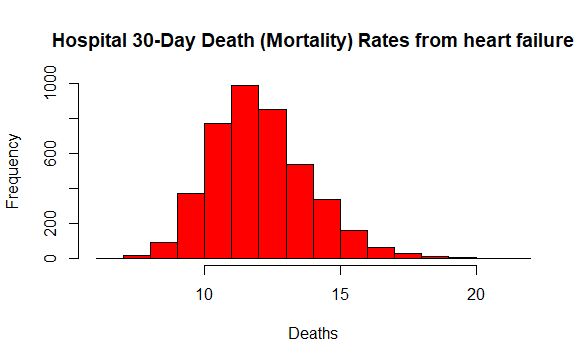 Hospital 30-Day Death (Mortality) Rates from heart failure
Frequency
1000
600
200
0
10 15 20
Deaths